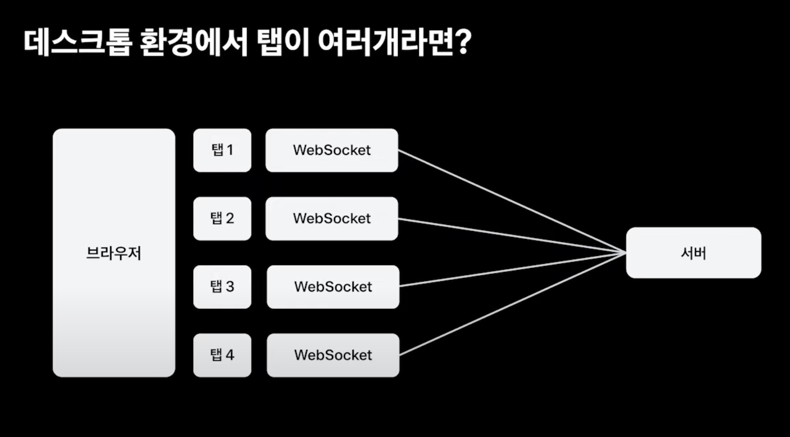 데스크톱 환경에서 탭이 여러개라면?
브라우저
탭 1
WebSocket
탭 2
WebSocket
탭 3
WebSocket
탭 4
WebSocket
서버